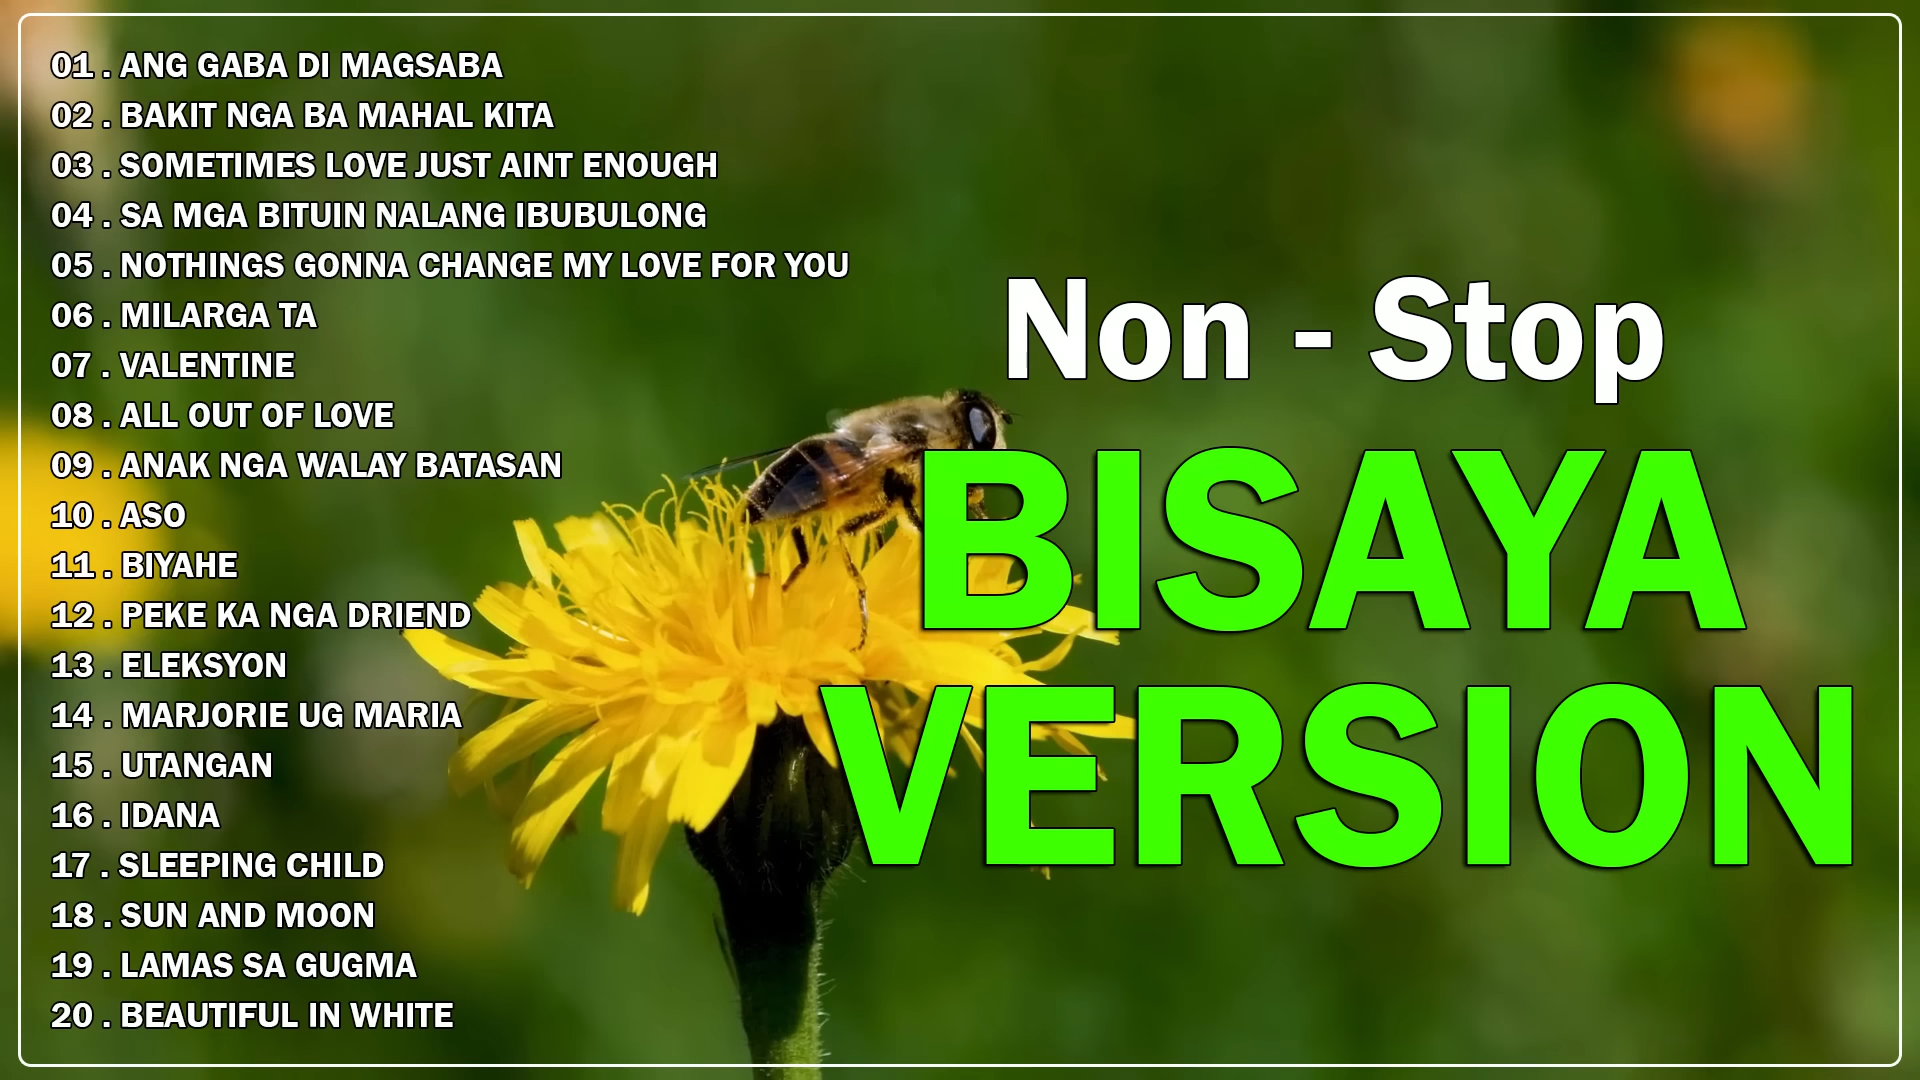 01 . ANG GABA DI MAGSABA
02 . BAKIT NGA BA MAHAL KITA
03 . SOMETIMES LOVE JUST AINT ENOUGH
04 . SA MGA BITUIN NALANG IBUBULONG
05 . NOTHINGS GONNA CHANGE MY LOVE FOR YOU
06 . MILARGA TA
07 . VALENTINE
08 . ALL OUT OF LOVE
09 . ANAK NGA WALAY BATASAN
10 . ASO
11 . BIYAHE
12 . PEKE KA NGA DRIEND
13 . ELEKSYON
14 . MARJORIE UG MARIA
15 . UTANGAN
16 . IDANA
17 . SLEEPING CHILD
18 . SUN AND MOON
19 . LAMAS SA GUGMA
20 . BEAUTIFUL IN WHITE
Non - Stop
BISAYA
VERSION